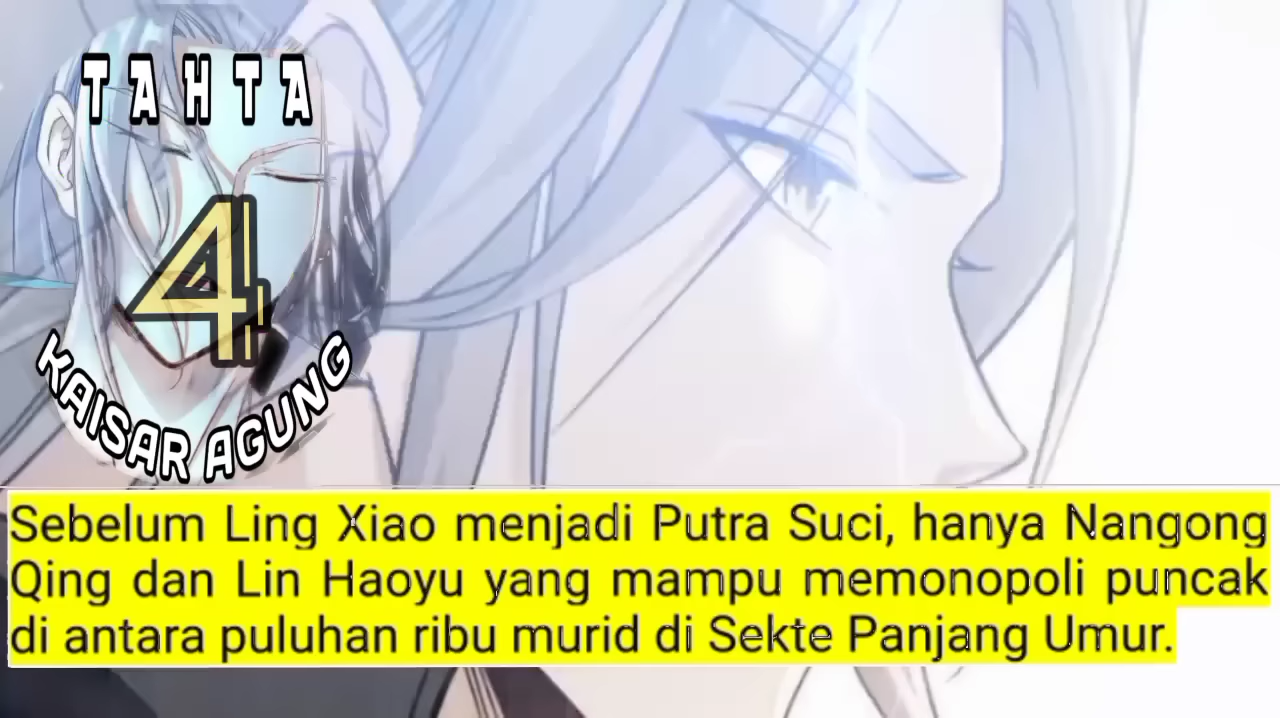 TAHTA
4
KAISAR AGUNG
Sebelum Ling Xiao menjadi Putra Suci, hanya Nangong
Qing dan Lin Haoyu yang mampu memonopoli puncak
di antara puluhan ribu murid di Sekte Panjang Umur.